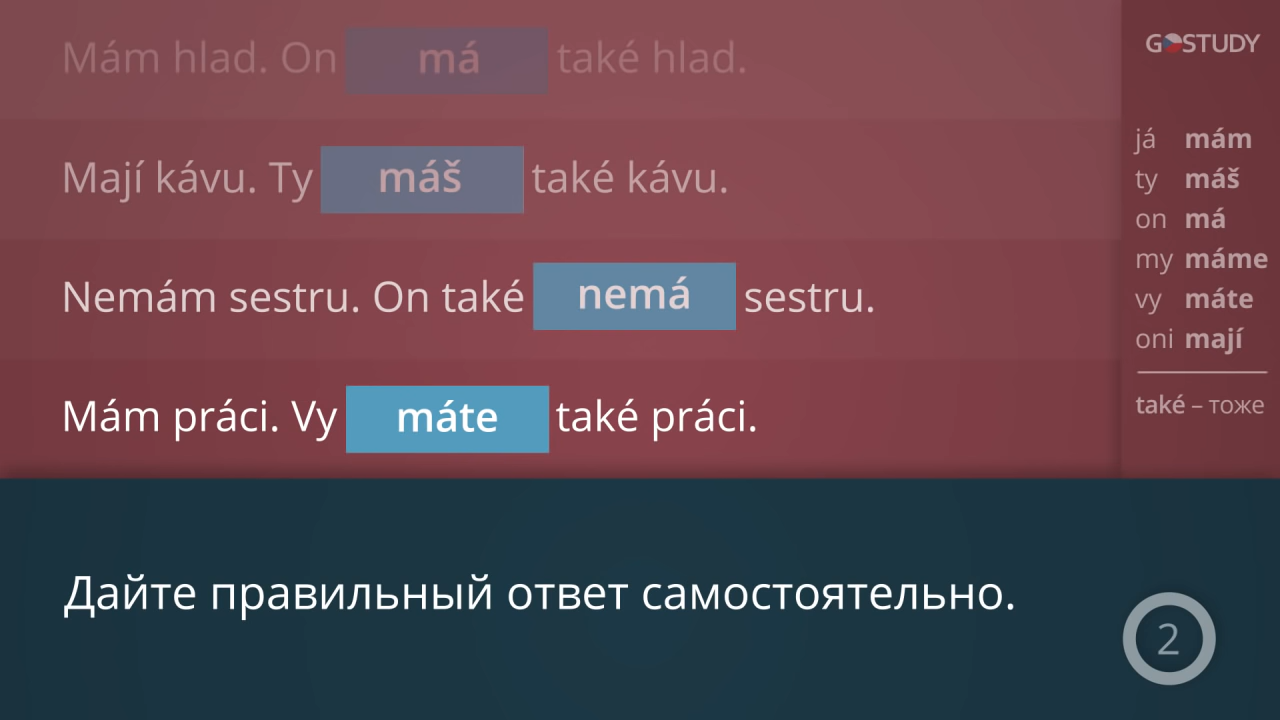 Mám hlad. On má také hlad.
Mají kávu. Ty máš také kávu.
Nemám sestru. On také nemá sestru.
Mám práci. Vy máte také práci.
Дайте правильный ответ самостоятельно.
2
GOSTUDY
já mám
ty máš
on má
my máme
vy máte
oni mají
také – тоже